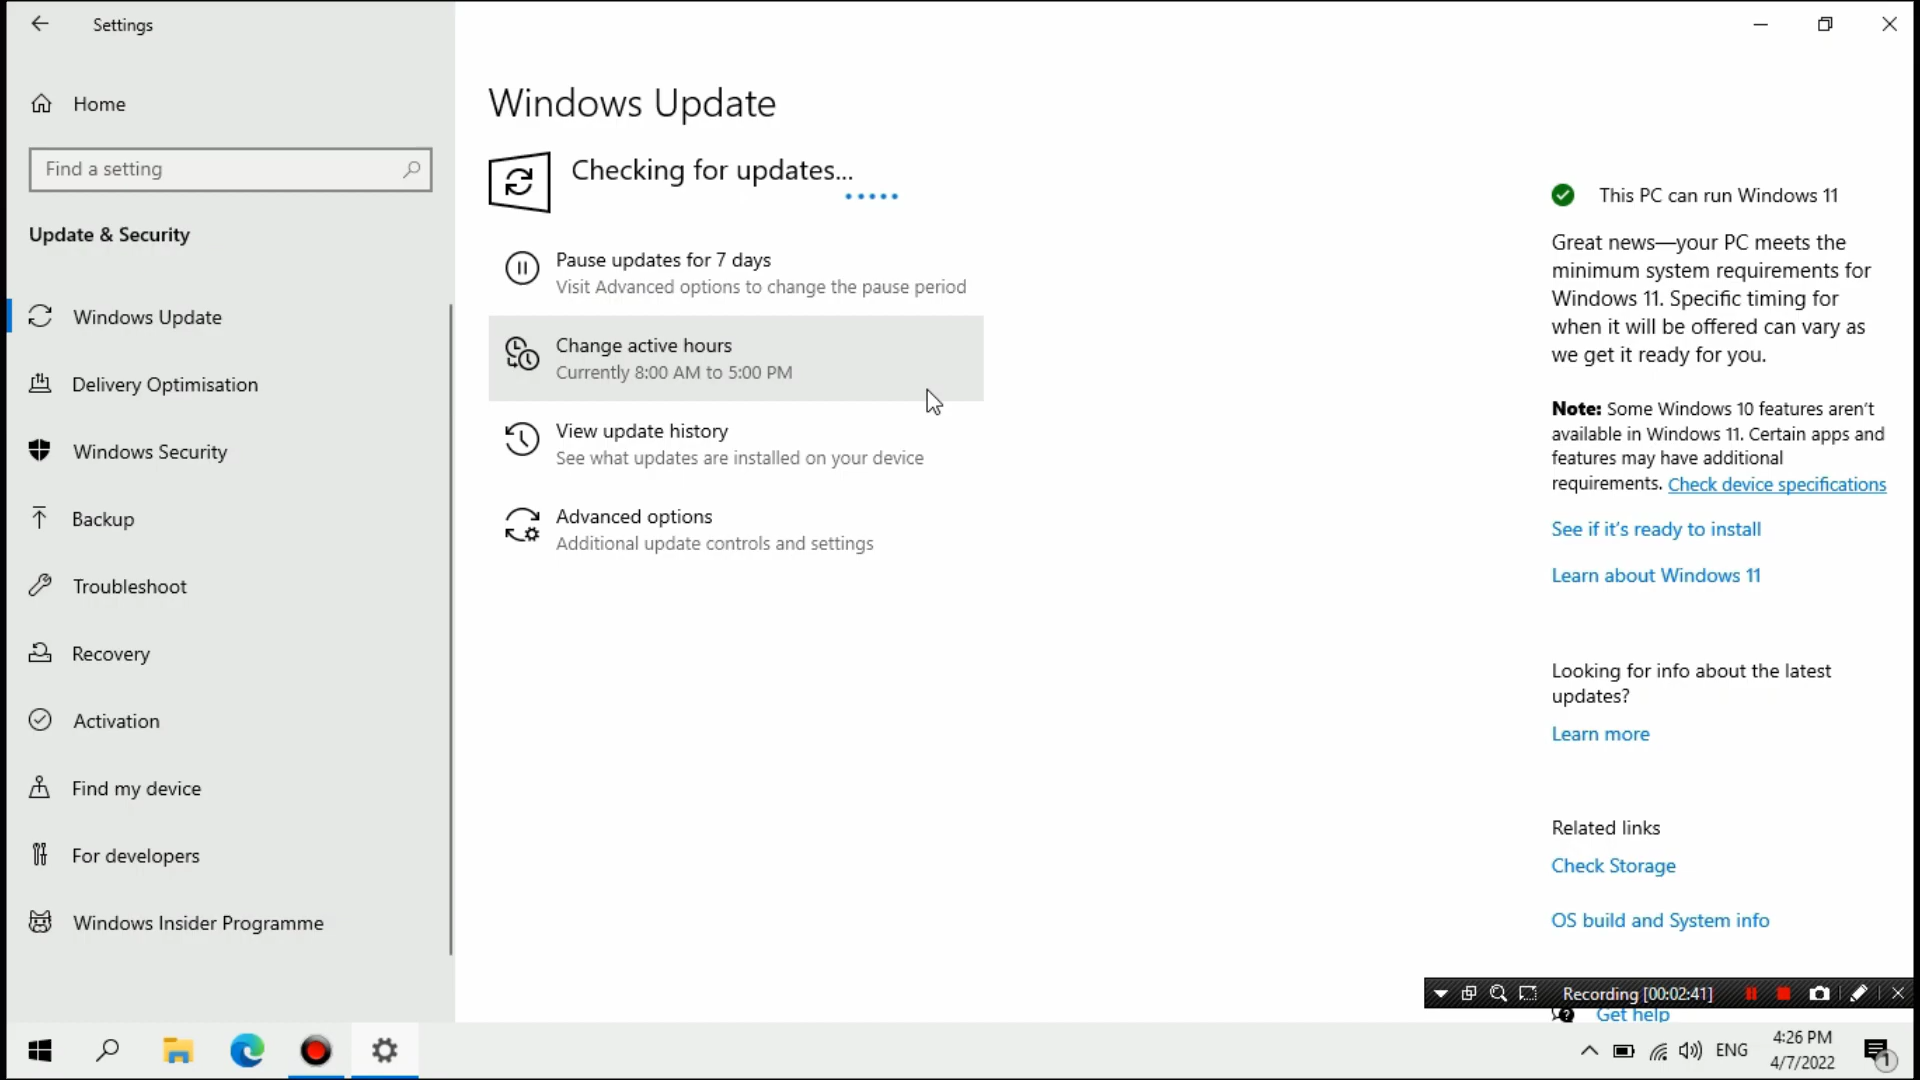 Settings
Home
Find a setting
Update & Security
Windows Update
Delivery Optimisation
Windows Security
Backup
Troubleshoot
Recovery
Activation
Find my device
For developers
Windows Insider Programme
Windows Update
Checking for updates...
Pause updates for 7 days
Visit Advanced options to change the pause period
Change active hours
Currently 8:00 AM to 5:00 PM
View update history
See what updates are installed on your device
Advanced options
Additional update controls and settings
This PC can run Windows 11
Great news—your PC meets the
minimum system requirements for
Windows 11. Specific timing for
when it will be offered can vary as
we get it ready for you.
Note: Some Windows 10 features aren't
available in Windows 11. Certain apps and
features may have additional
requirements. Check device specifications
See if it's ready to install
Learn about Windows 11
Looking for info about the latest
updates?
Learn more
Related links
Check Storage
OS build and System info
Recording [00:02:41]
Get help
ENG
4:26 PM
4/7/2022
1